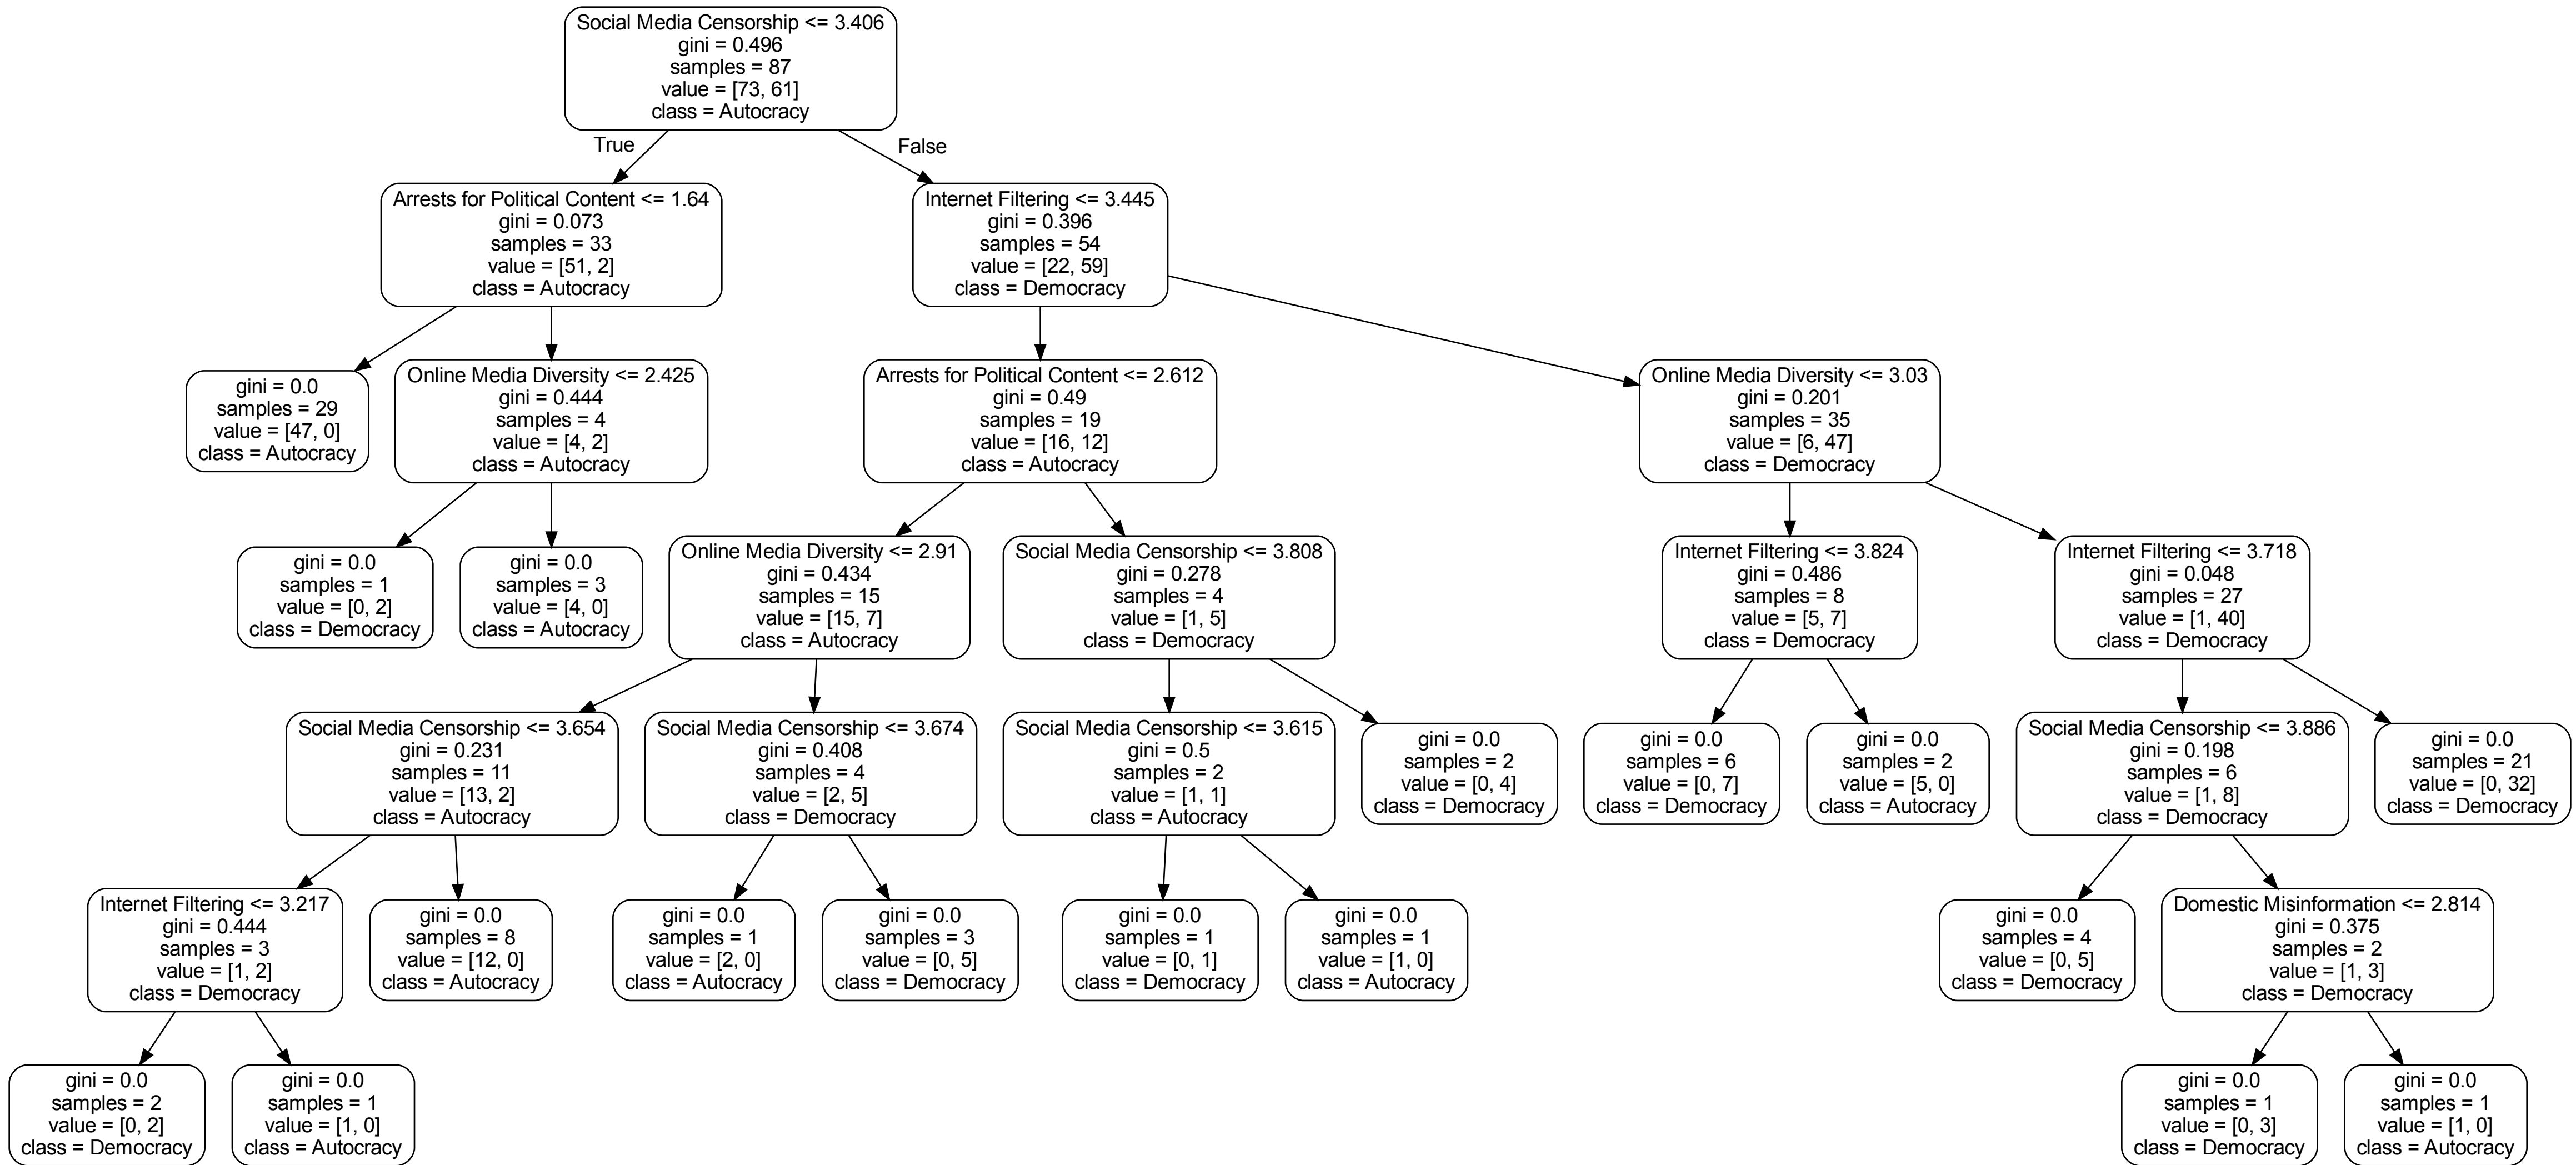 Social Media Censorship <= 3.406
gini = 0.496
samples = 87
value = [73, 61]
class = Autocracy
True
False
Arrests for Political Content <= 1.64
gini = 0.073
samples = 33
value = [51, 2]
class = Autocracy
Internet Filtering <= 3.445
gini = 0.396
samples = 54
value = [22, 59]
class = Democracy
gini = 0.0
samples = 29
value = [47, 0]
class = Autocracy
Online Media Diversity <= 2.425
gini = 0.444
samples = 4
value = [4, 2]
class = Autocracy
Arrests for Political Content <= 2.612
gini = 0.49
samples = 19
value = [16, 12]
class = Autocracy
Online Media Diversity <= 3.03
gini = 0.201
samples = 35
value = [6, 47]
class = Democracy
gini = 0.0
samples = 1
value = [0, 2]
class = Democracy
gini = 0.0
samples = 3
value = [4, 0]
class = Autocracy
Online Media Diversity <= 2.91
gini = 0.434
samples = 15
value = [15, 7]
class = Autocracy
Social Media Censorship <= 3.808
gini = 0.278
samples = 4
value = [1, 5]
class = Democracy
Internet Filtering <= 3.824
gini = 0.486
samples = 8
value = [5, 7]
class = Democracy
Internet Filtering <= 3.718
gini = 0.048
samples = 27
value = [1, 40]
class = Democracy
Social Media Censorship <= 3.654
gini = 0.231
samples = 11
value = [13, 2]
class = Autocracy
Social Media Censorship <= 3.674
gini = 0.408
samples = 4
value = [2, 5]
class = Democracy
Social Media Censorship <= 3.615
gini = 0.5
samples = 2
value = [1, 1]
class = Autocracy
gini = 0.0
samples = 2
value = [0, 4]
class = Democracy
gini = 0.0
samples = 6
value = [0, 7]
class = Democracy
gini = 0.0
samples = 2
value = [5, 0]
class = Autocracy
Social Media Censorship <= 3.886
gini = 0.198
samples = 6
value = [1, 8]
class = Democracy
gini = 0.0
samples = 21
value = [0, 32]
class = Democracy
Internet Filtering <= 3.217
gini = 0.444
samples = 3
value = [1, 2]
class = Democracy
gini = 0.0
samples = 8
value = [12, 0]
class = Autocracy
gini = 0.0
samples = 1
value = [2, 0]
class = Autocracy
gini = 0.0
samples = 3
value = [0, 5]
class = Democracy
gini = 0.0
samples = 1
value = [0, 1]
class = Democracy
gini = 0.0
samples = 1
value = [1, 0]
class = Autocracy
gini = 0.0
samples = 4
value = [0, 5]
class = Democracy
Domestic Misinformation <= 2.814
gini = 0.375
samples = 2
value = [1, 3]
class = Democracy
gini = 0.0
samples = 2
value = [0, 2]
class = Democracy
gini = 0.0
samples = 1
value = [1, 0]
class = Autocracy
gini = 0.0
samples = 1
value = [0, 3]
class = Democracy
gini = 0.0
samples = 1
value = [1, 0]
class = Autocracy